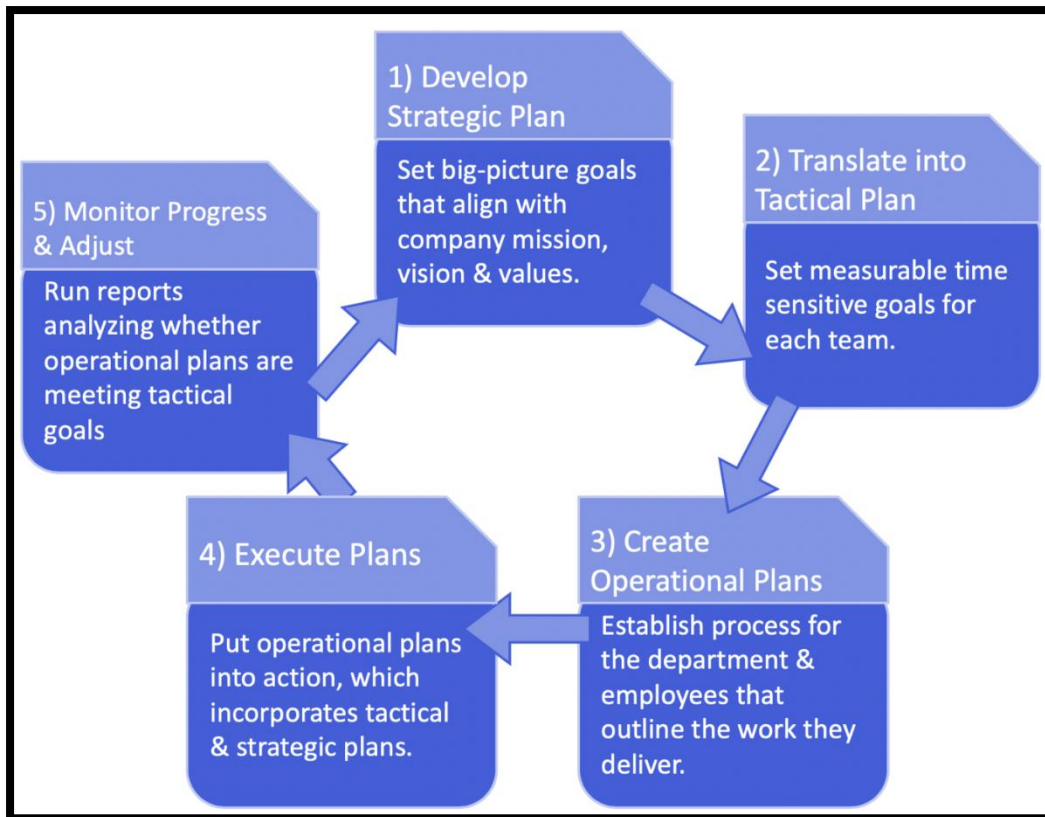 1) Develop
Strategic Plan
Set big-picture goals
that align with
company mission,
vision & values.
2) Translate into
Tactical Plan
Set measurable time
sensitive goals for
each team.
3) Create
Operational Plans
Establish process for
the department &
employees that
outline the work they
deliver.
4) Execute Plans
Put operational plans
into action, which
incorporates tactical
& strategic plans.
5) Monitor Progress
& Adjust
Run reports
analyzing whether
operational plans are
meeting tactical
goals